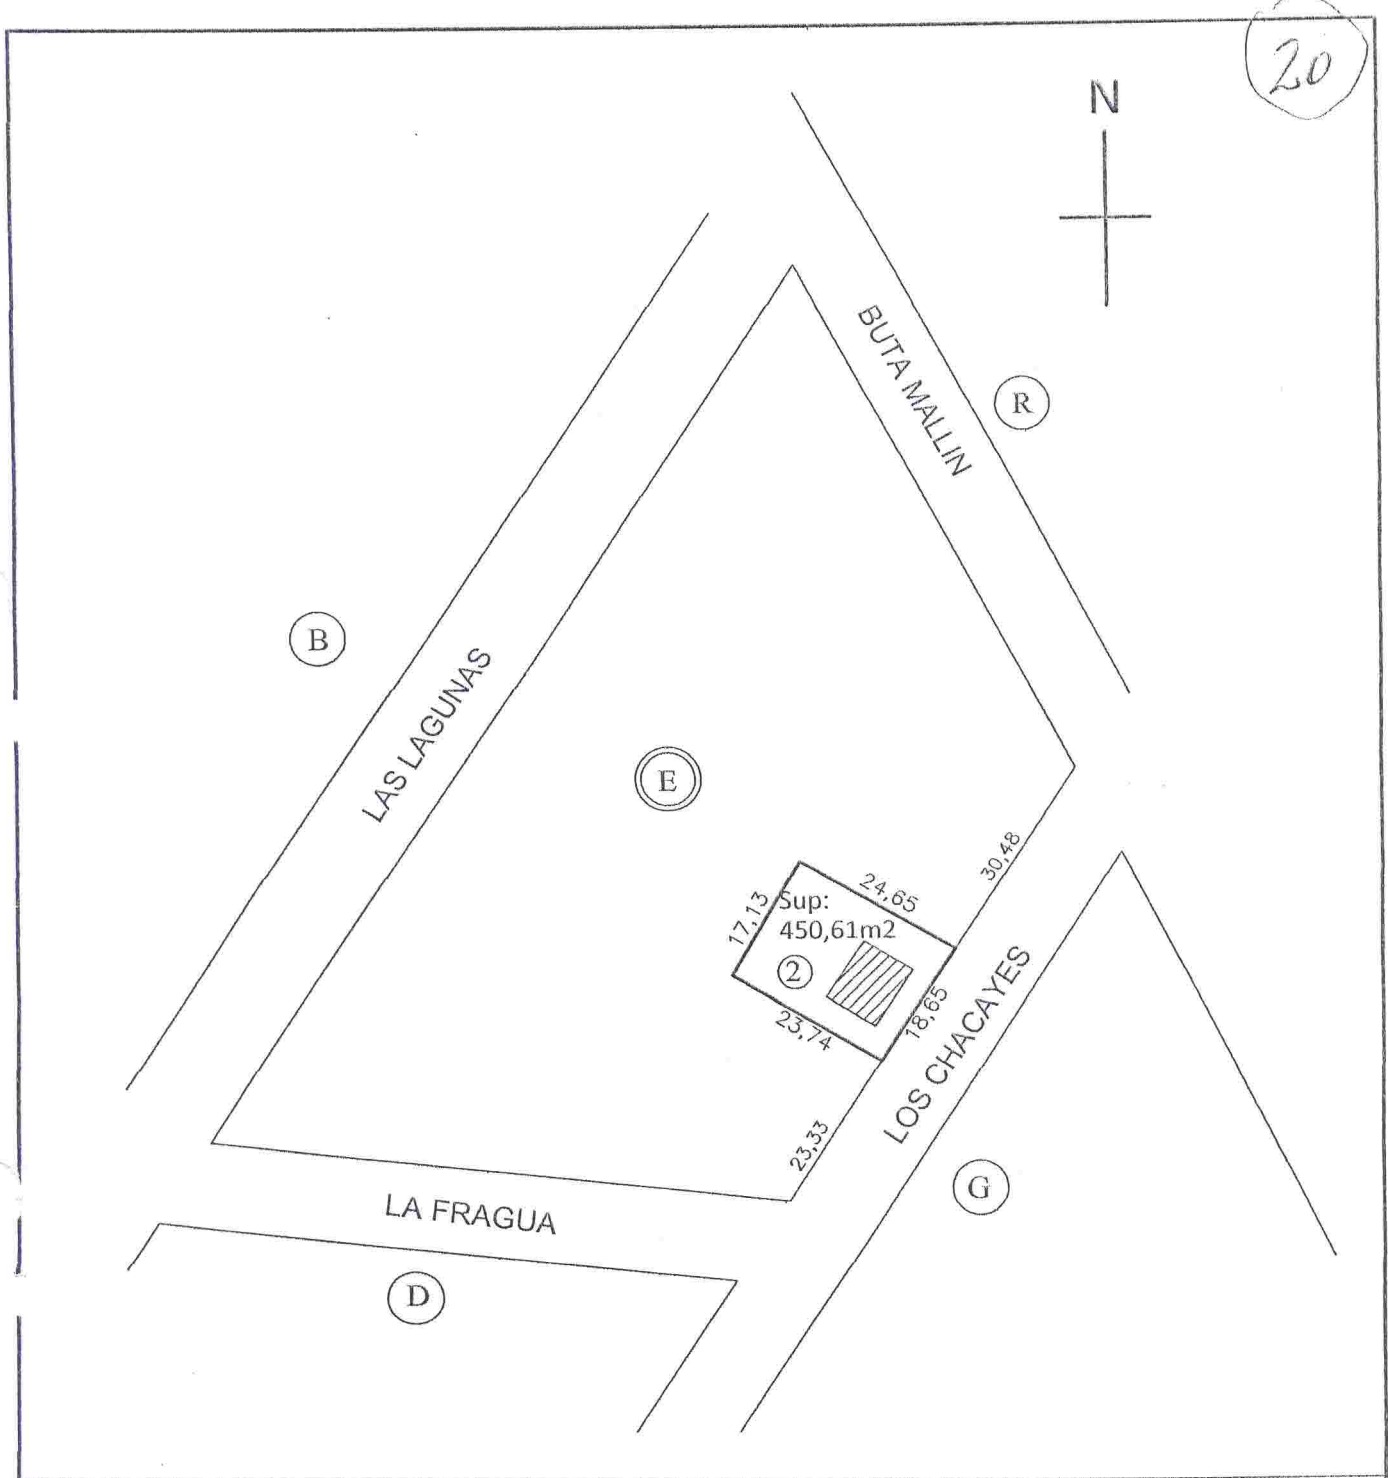 20
N
BUTA MALLIN
R
B
LAS LAGUNAS
E
30,48
24,65
17,13
Sup:
450,61m2
2
18,65
23,74
LOS CHACAYES
23,33
G
LA FRAGUA
D